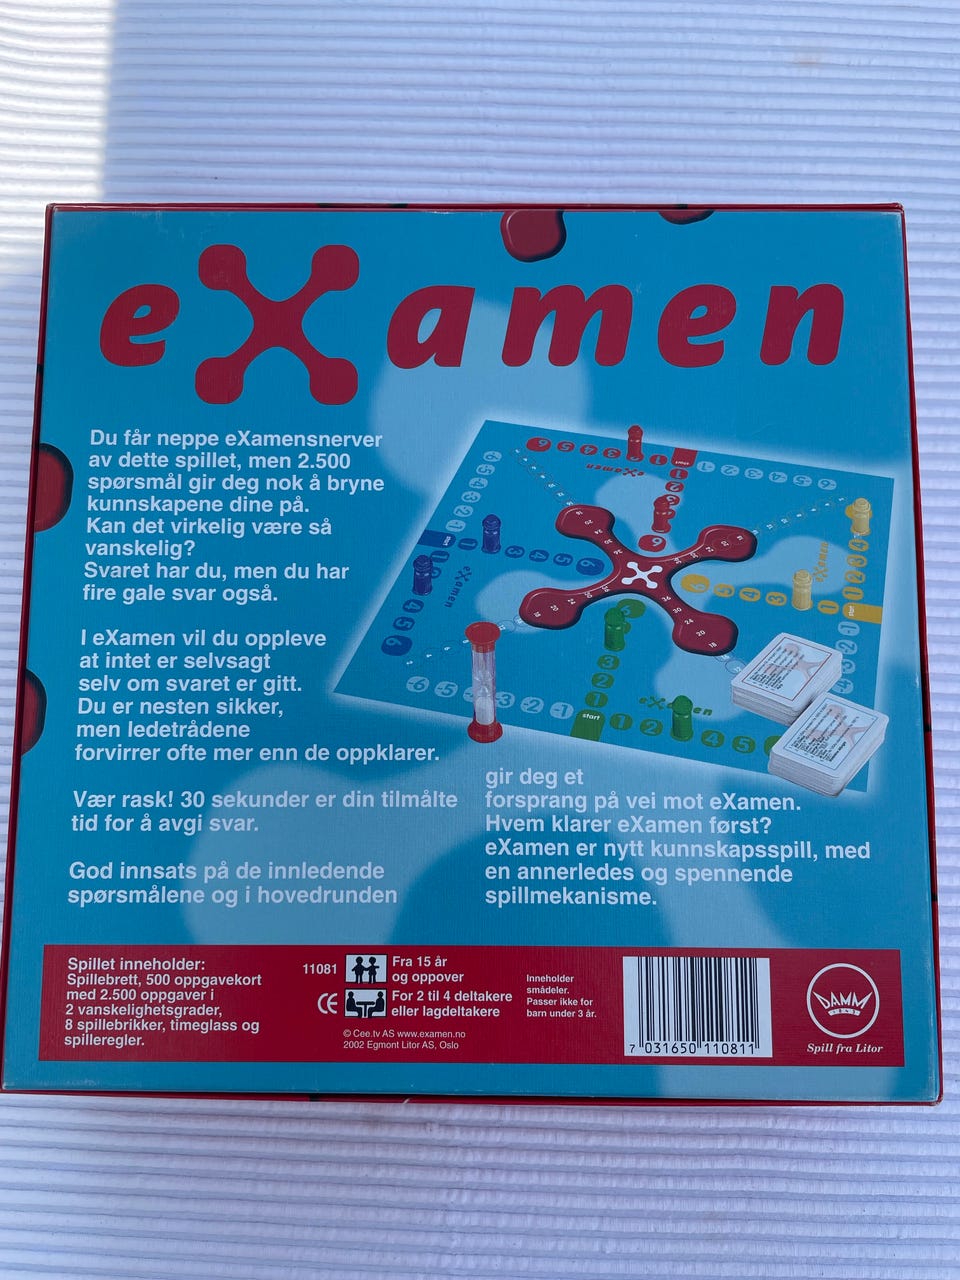 eXamen
Du får neppe eXamensnerver
av dette spillet, men 2.500
spørsmål gir deg nok å bryne
kunnskapene dine på.
Kan det virkelig være så
vanskelig?
Svaret har du, men du har
fire gale svar også.
I eXamen vil du oppleve
at intet er selvsagt
selv om svaret er gitt.
Du er nesten sikker,
men ledetrådene
forvirrer ofte mer enn de oppklarer.
Vær rask! 30 sekunder er din tilmålte
tid for å avgi svar.
God innsats på de innledende
spørsmålene og i hovedrunden
gir deg et
forsprang på vei mot eXamen.
Hvem klarer eXamen først?
eXamen er nytt kunnskapsspill, med
en annerledes og spennende
spillmekanisme.
Spillet inneholder:
Spillebrett, 500 oppgavekort
med 2.500 oppgaver i
2 vanskelighetsgrader,
8 spillebrikker, timeglass og
spilleregler.
11081
Fra 15 år
og oppover
CE
For 2 til 4 deltakere
eller lagdeltakere
© Cee.tv AS www.examen.no
2002 Egmont Litor AS, Oslo
Inneholder
smådeler.
Passer ikke for
barn under 3 år.
7 031650 110811
DAMM
1843
Spill fra Litor